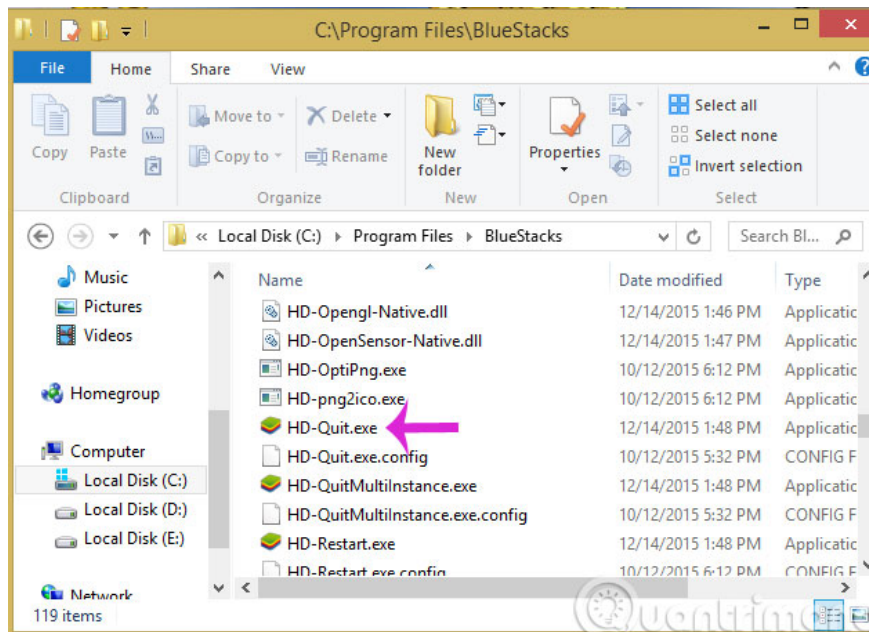 C:\Program Files\BlueStacks
File Home Share View
Copy
Paste
Clipboard
Move to
Copy to
Delete
Rename
Organize
New folder
New
Properties
Open
Select all
Select none
Invert selection
Select
« Local Disk (C:) Program Files BlueStacks
Search Bl...
Music
Pictures
Videos
Homegroup
Computer
Local Disk (C:)
Local Disk (D:)
Local Disk (E:)
Network
Name Date modified Type
HD-Opengl-Native.dll 12/14/2015 1:46 PM Applicatic
HD-OpenSensor-Native.dll 12/14/2015 1:47 PM Applicatic
HD-OptiPng.exe 10/12/2015 6:12 PM Applicatic
HD-png2ico.exe 10/12/2015 6:12 PM Applicatic
HD-Quit.exe 12/14/2015 1:48 PM Applicatic
HD-Quit.exe.config 10/12/2015 5:32 PM CONFIG F
HD-QuitMultiInstance.exe 12/14/2015 1:48 PM Applicatic
HD-QuitMultiInstance.exe.config 10/12/2015 5:32 PM CONFIG F
HD-Restart.exe 12/14/2015 1:48 PM Applicatic
HD-Restart.exe.config 10/12/2015 6:12 PM CONFIG F
119 items